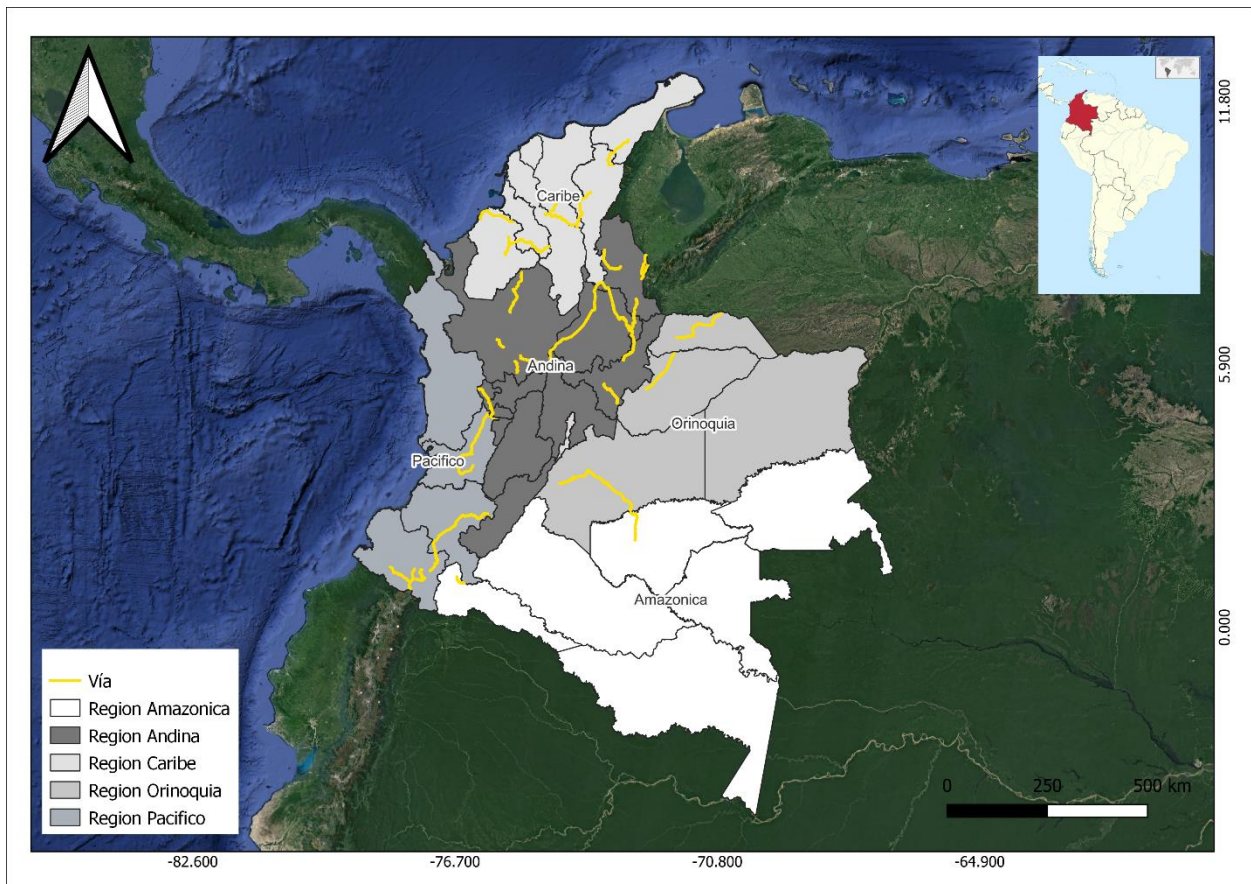 11.800
5.900
0.000
Caribe
Andina
Orinoquia
Pacifico
Amazonica
Vía
Region Amazonica
Region Andina
Region Caribe
Region Orinoquia
Region Pacifico
0 250 500 km
-82.600 -76.700 -70.800 -64.900